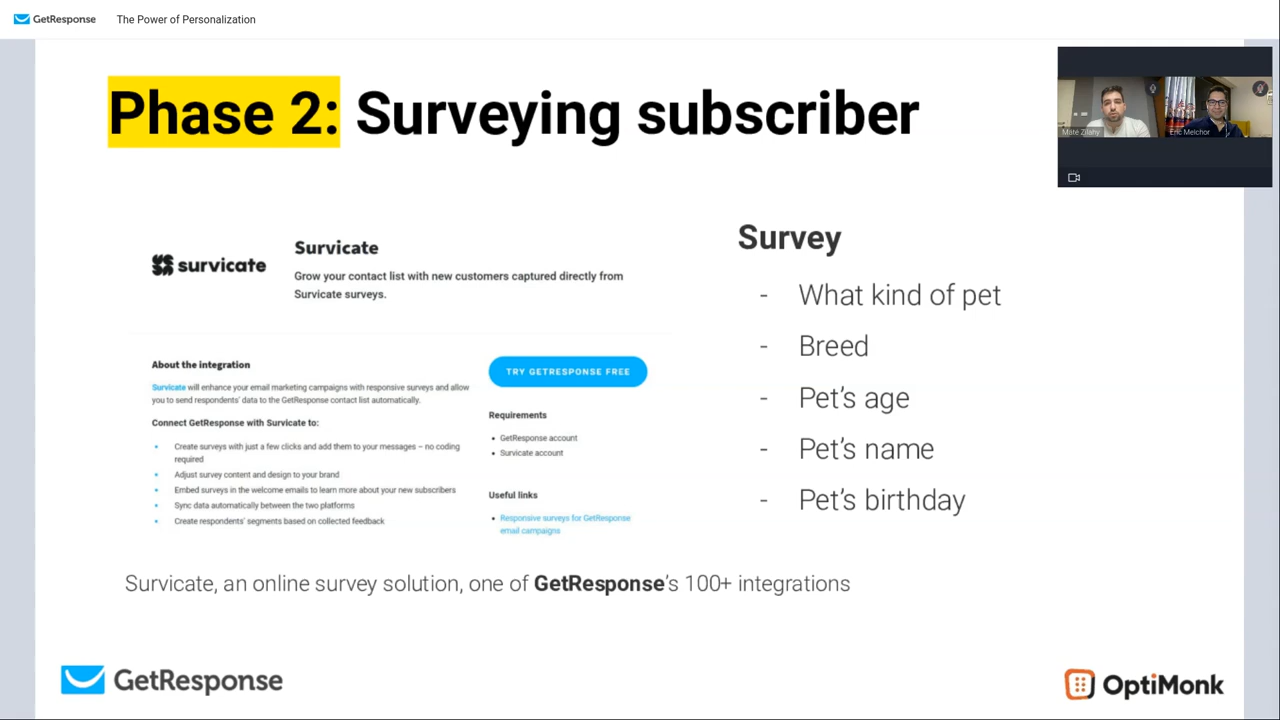 GetResponse The Power of Personalization
Phase 2: Surveying subscriber
Máté Zilahy
Eric Melchor
survicate
Survicate
Grow your contact list with new customers captured directly from
Survicate surveys.
About the integration
Survicate will enhance your email marketing campaigns with responsive surveys and allow
you to send respondents' data to the GetResponse contact list automatically.
Connect GetResponse with Survicate to:
• Create surveys with just a few clicks and add them to your messages – no coding
required
• Adjust survey content and design to your brand
• Embed surveys in the welcome emails to learn more about your new subscribers
• Sync data automatically between the two platforms
• Create respondents' segments based on collected feedback
TRY GETRESPONSE FREE
Requirements
• GetResponse account
• Survicate account
Useful links
• Responsive surveys for GetResponse
email campaigns
Survey
- What kind of pet
- Breed
- Pet's age
- Pet's name
- Pet's birthday
Survicate, an online survey solution, one of GetResponse's 100+ integrations
GetResponse
OptiMonk